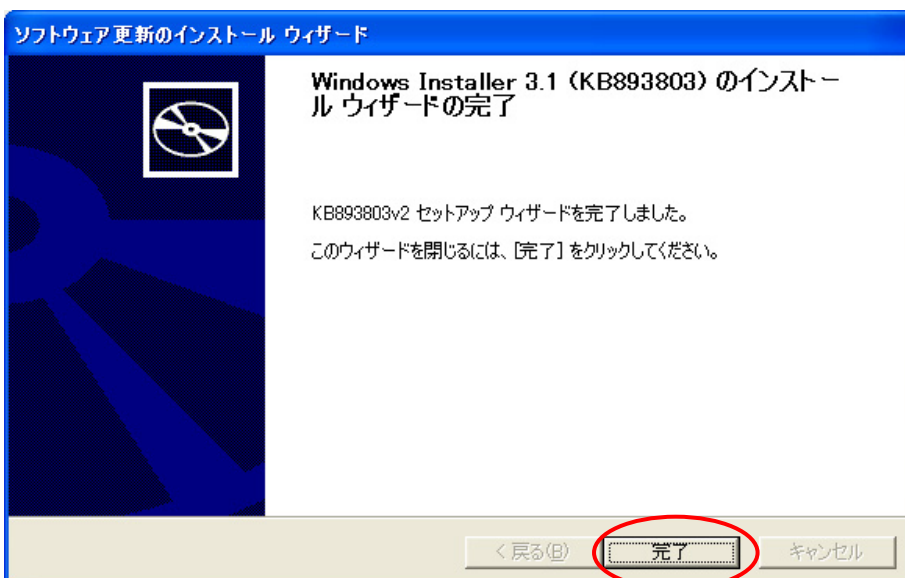 ソフトウェア更新のインストール ウィザード
Windows Installer 3.1 (KB893803) のインストー
ル ウィザードの完了
KB893803v2 セットアップ ウィザードを完了しました。
このウィザードを閉じるには、[完了] をクリックしてください。
< 戻る(B) 完了 キャンセル